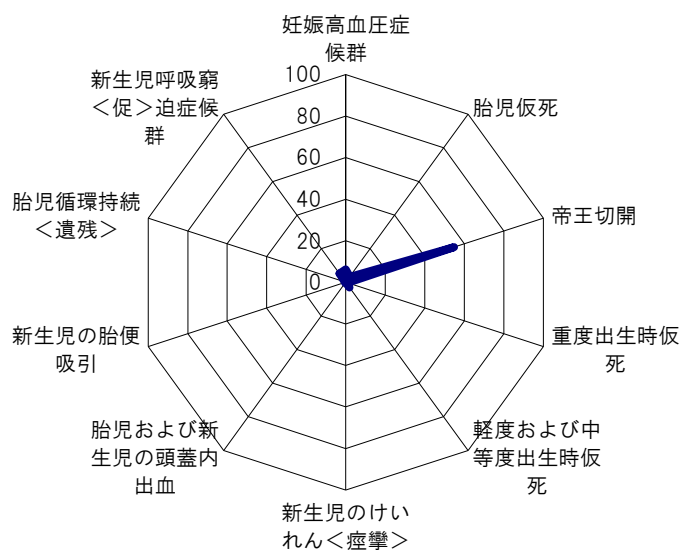 妊娠高血圧症
候群
胎児仮死
帝王切開
重度出生時仮
死
軽度および中
等度出生時仮
死
新生児のけい
れん＜痙攣＞
胎児および新
生児の頭蓋内
出血
新生児の胎便
吸引
胎児循環持続
＜遺残＞
新生児呼吸窮
＜促＞迫症候
群
100
80
60
40
20
0